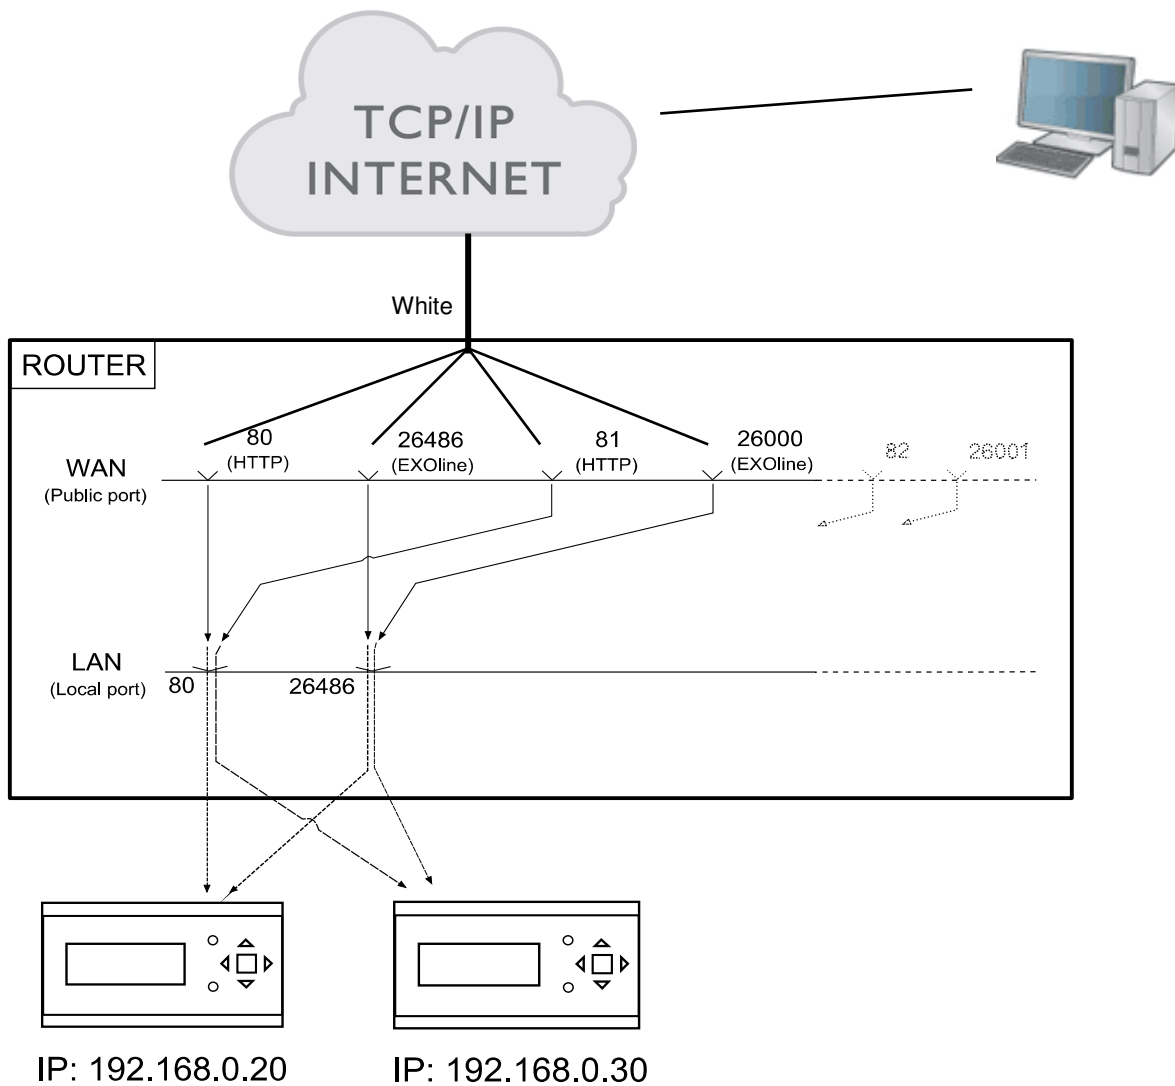 TCP/IP
INTERNET
White
ROUTER
80
(HTTP)
26486
(EXOline)
81
(HTTP)
26000
(EXOline)
82
26001
WAN
(Public port)
LAN
(Local port)
80
26486
IP: 192.168.0.20
IP: 192.168.0.30